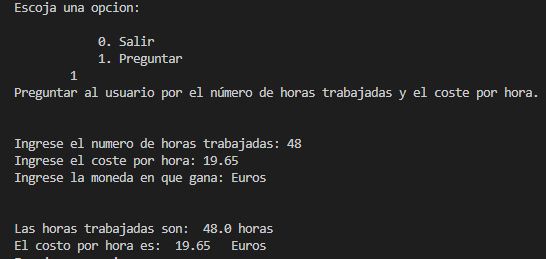 Escoja una opcion:
0. Salir
1. Preguntar
1
Preguntar al usuario por el número de horas trabajadas y el coste por hora.
Ingrese el numero de horas trabajadas: 48
Ingrese el coste por hora: 19.65
Ingrese la moneda en que gana: Euros
Las horas trabajadas son:  48.0 horas
El costo por hora es:  19.65   Euros